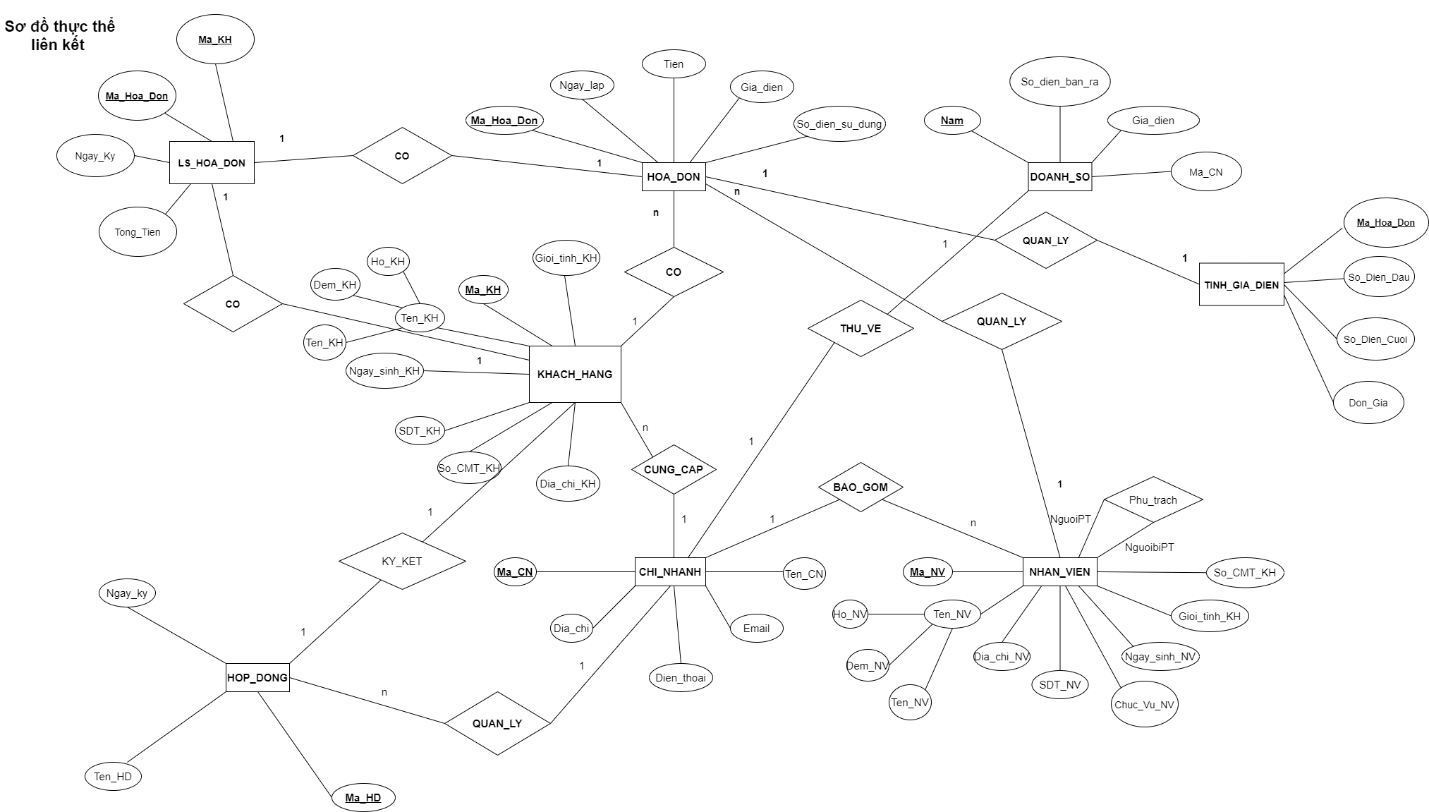 Sơ đồ thực thể
liên kết
Ma_KH
Ma_Hoa_Don
Ngay_Ky
LS_HOA_DON
Tong_Tien
1
CO
1
1
CO
1
Tien
Ngay_lap
Gia_dien
Ma_Hoa_Don
So_dien_su_dung
HOA_DON
n
CO
1
1
n
So_dien_ban_ra
Nam
Gia_dien
DOANH_SO
Ma_CN
1
QUAN_LY
1
Ma_Hoa_Don
TINH_GIA_DIEN
So_Dien_Dau
So_Dien_Cuoi
Don_Gia
THU_VE
1
QUAN_LY
1
Ho_KH
Dem_KH
Ten_KH
Ten_KH
Ma_KH
Gioi_tinh_KH
Ngay_sinh_KH
KHACH_HANG
SDT_KH
So_CMT_KH
Dia_chi_KH
n
CUNG_CAP
1
1
KY_KET
1
BAO_GOM
1
n
NguoiPT
Phu_trach
NguoibiPT
Ma_CN
CHI_NHANH
Ten_CN
Dia_chi
Email
Dien_thoai
Ma_NV
NHAN_VIEN
So_CMT_KH
Ho_NV
Ten_NV
Gioi_tinh_KH
Dem_NV
Dia_chi_NV
Ngay_sinh_NV
Ten_NV
SDT_NV
Chuc_Vu_NV
Ngay_ky
HOP_DONG
n
QUAN_LY
1
Ten_HD
Ma_HD